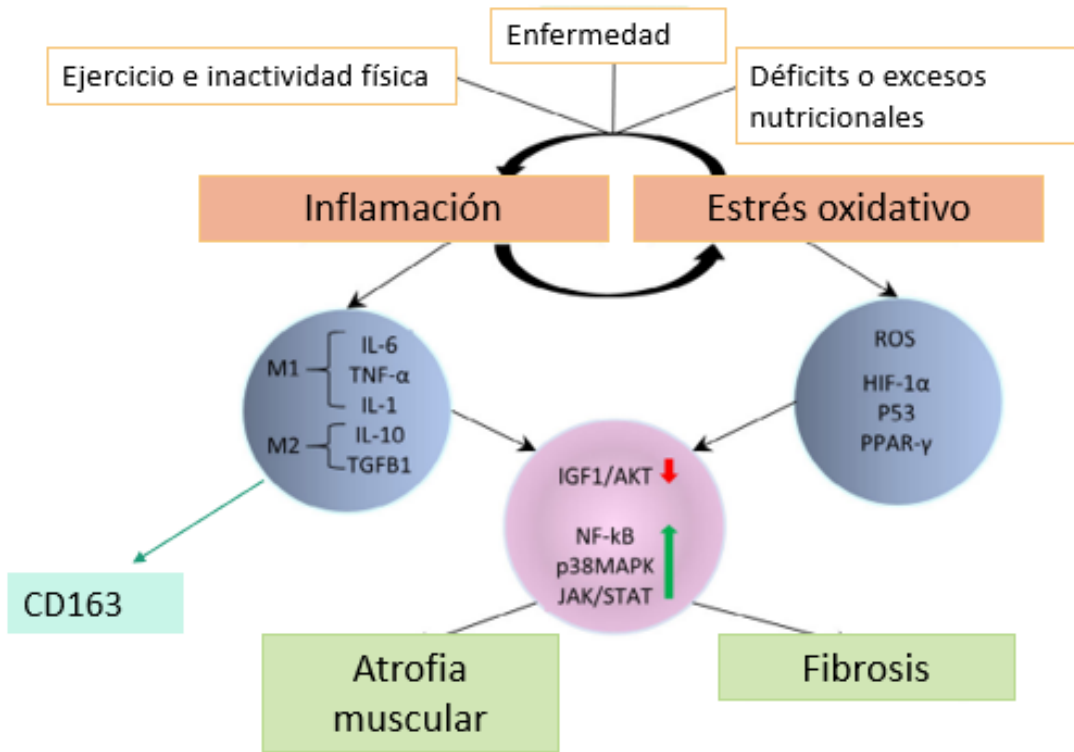 Enfermedad
Ejercicio e inactividad física
Déficits o excesos
nutricionales
Inflamación
Estrés oxidativo
M1
IL-6
TNF-α
IL-1
M2
IL-10
TGFB1
ROS
HIF-1α
P53
PPAR-γ
IGF1/AKT
NF-kB
p38MAPK
JAK/STAT
CD163
Atrofia
muscular
Fibrosis